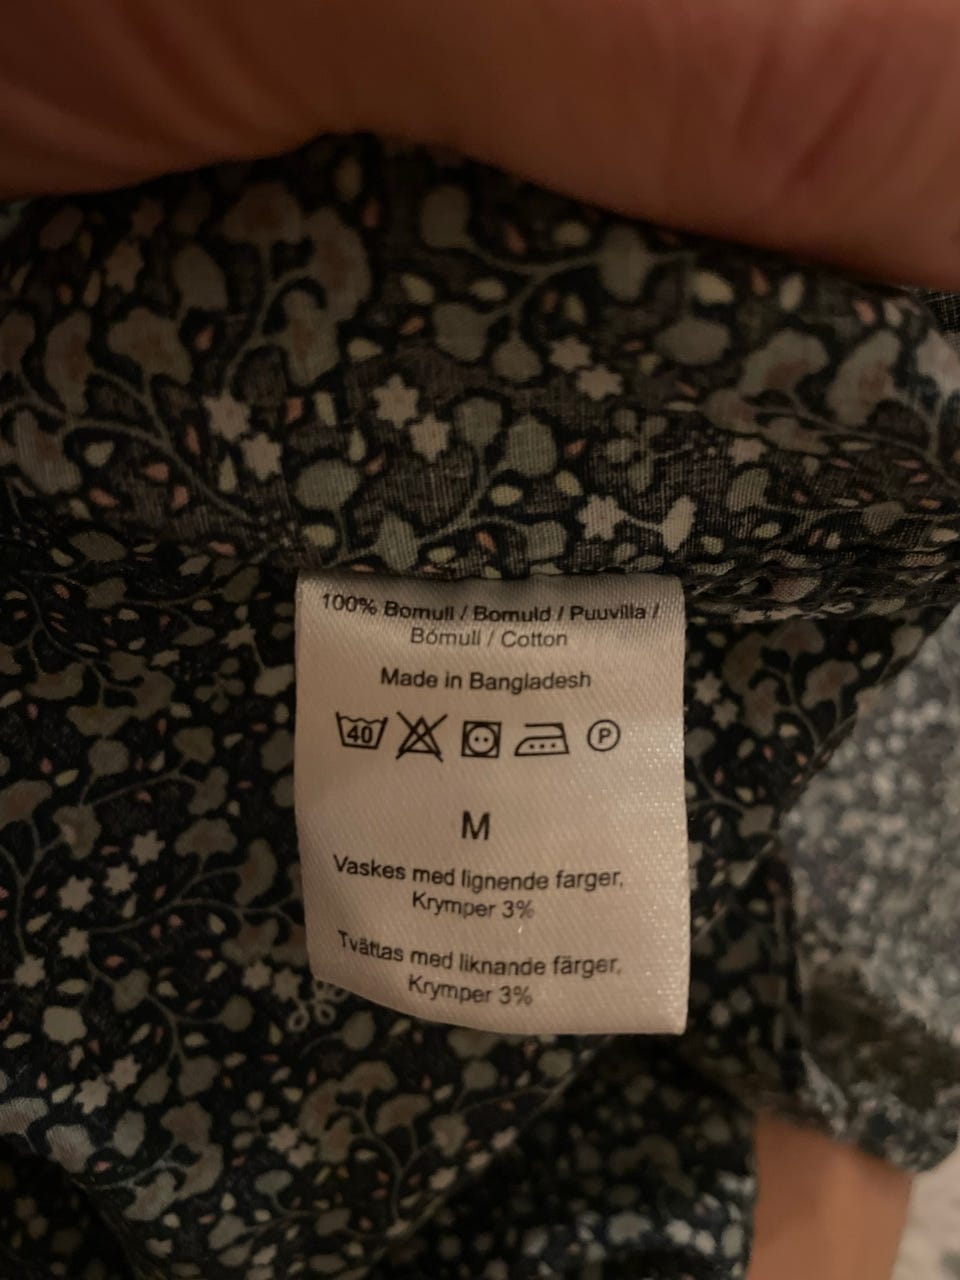 100% Bomull / Bomuld / Puuvilla /
Bómull / Cotton
Made in Bangladesh
40 P
M
Vaskes med lignende farger,
Krymper 3%
Tvättas med liknande färger,
Krymper 3%